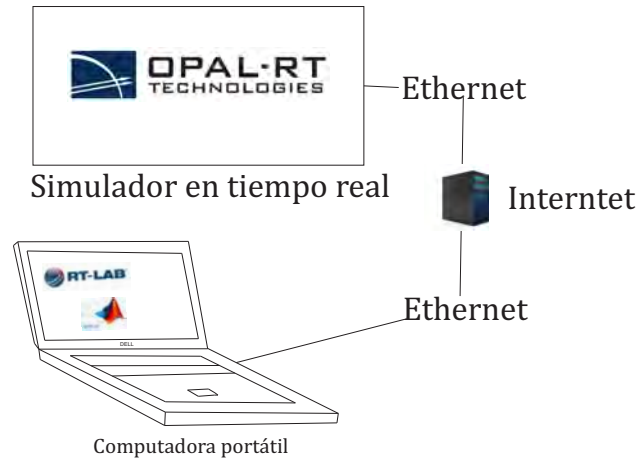 OPAL-RT
TECHNOLOGIES
Ethernet
Simulador en tiempo real
Interntet
RT-LAB
Ethernet
DELL
Computadora portátil